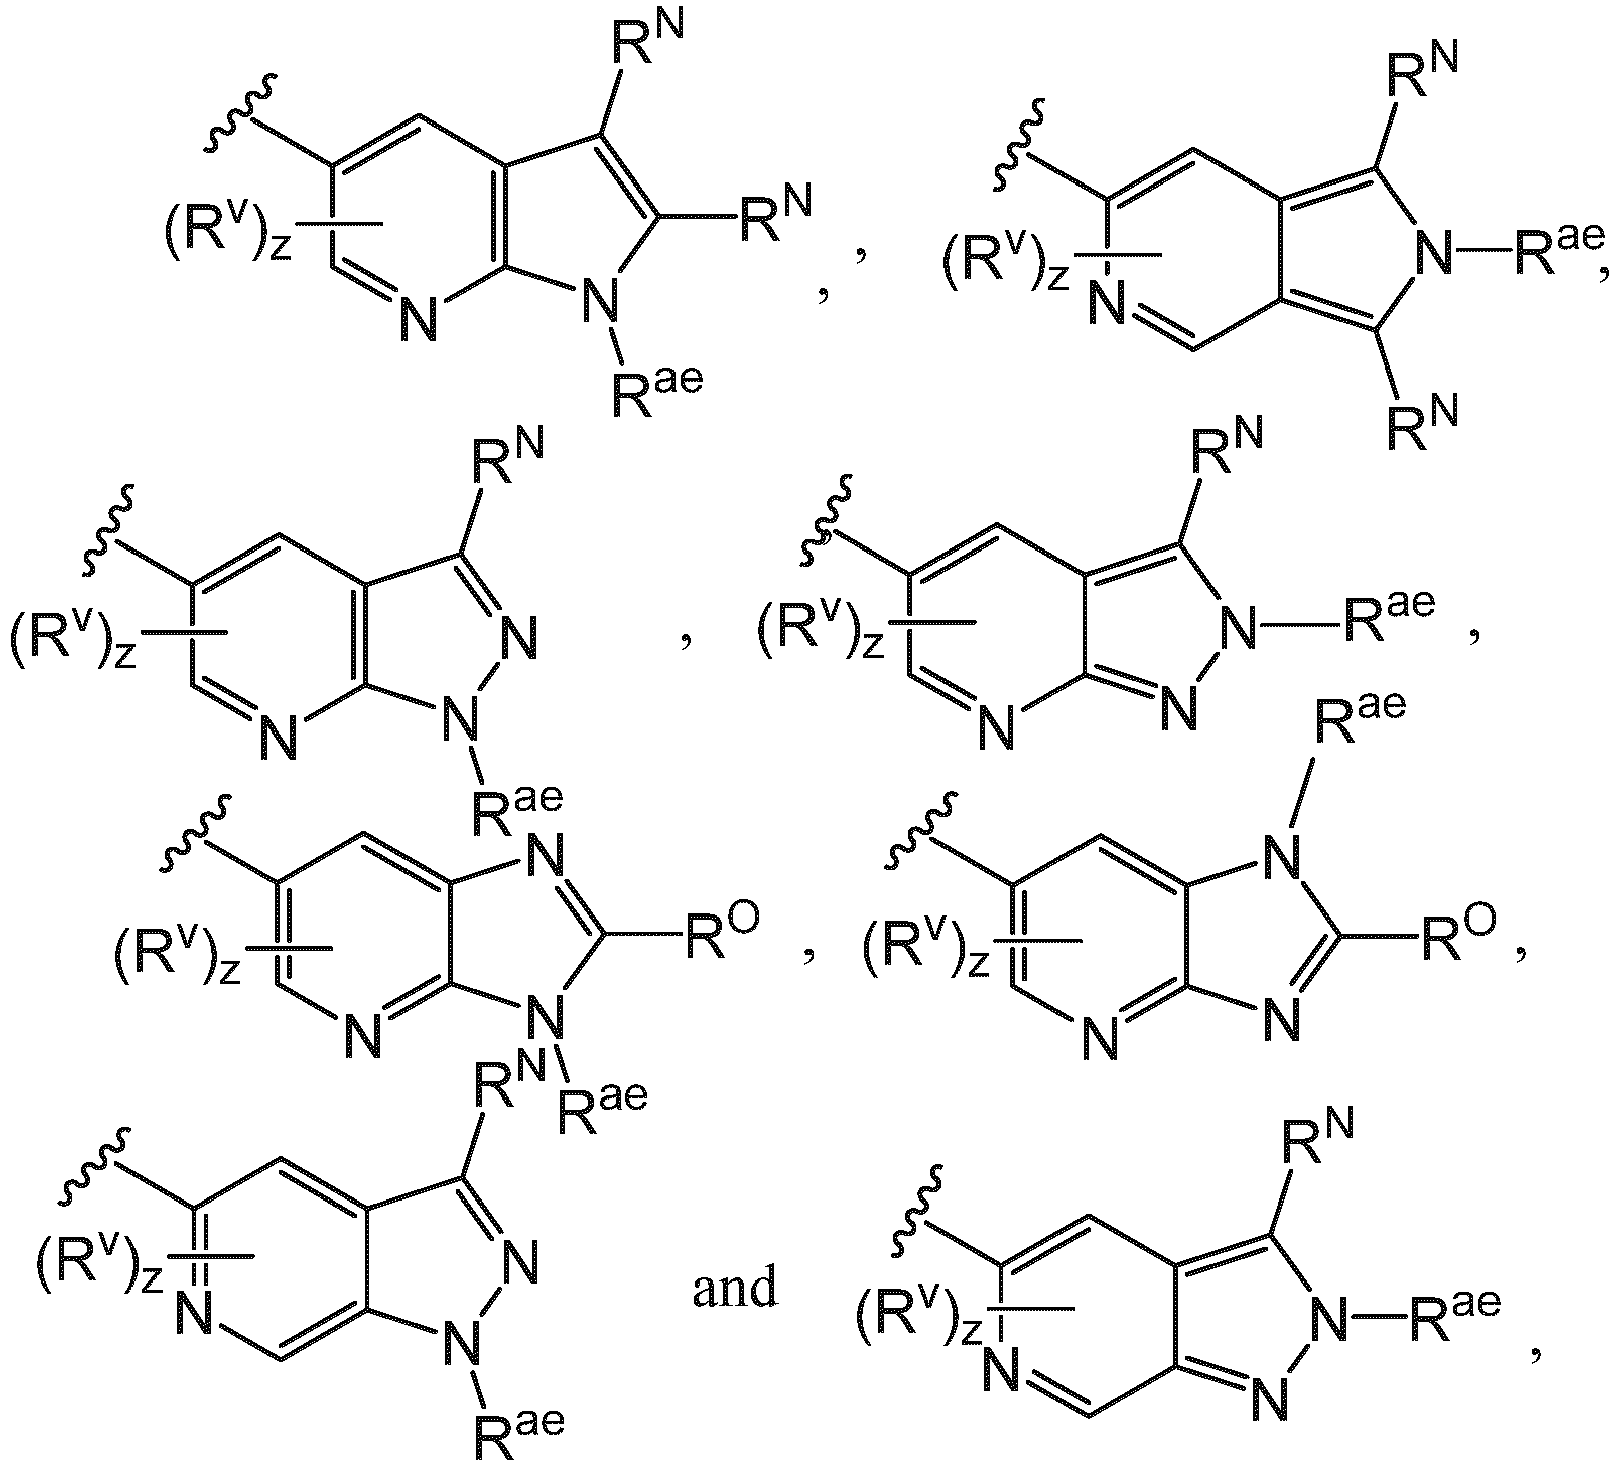 R^N R^N
(R^v)_z R^N , (R^v)_z N R^ae ,
N N , N
R^ae R^N
R^N R^N
(R^v)_z N , (R^v)_z N R^ae ,
N N N N
R^ae R^ae
N N
(R^v)_z R^O , (R^v)_z R^O ,
N N N N
R^N R^ae R^N
(R^v)_z N and (R^v)_z N R^ae
N N N N ,
R^ae